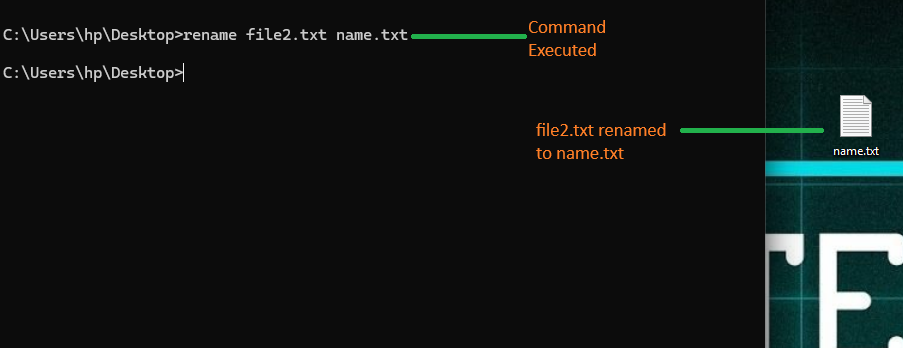 C:\Users\hp\Desktop>rename file2.txt name.txt
Command
Executed
C:\Users\hp\Desktop>
file2.txt renamed
to name.txt
name.txt
TE